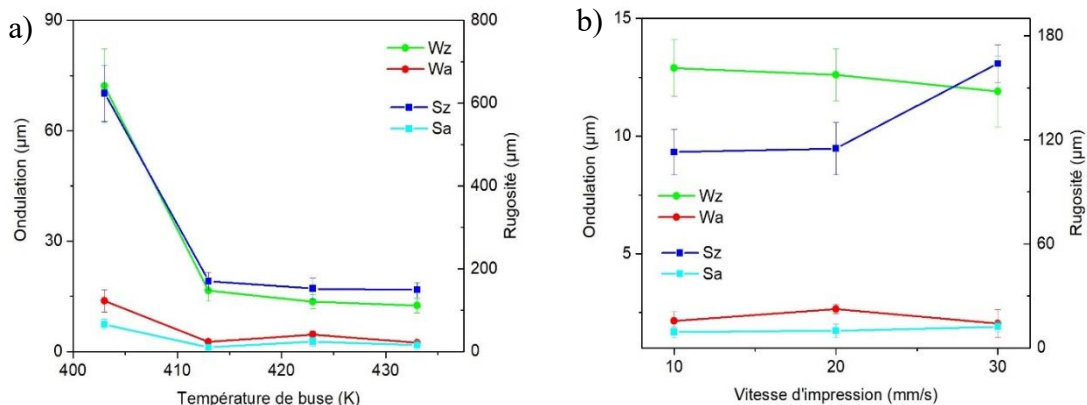 a)
90
60
30
0
Ondulation (µm)
800
600
400
200
0
Rugosité (µm)
Wz
Wa
Sz
Sa
400 410 420 430
Température de buse (K)
b)
15
10
5
Ondulation (µm)
180
120
60
0
Rugosité (µm)
Wz
Wa
Sz
Sa
10 20 30
Vitesse d'impression (mm/s)